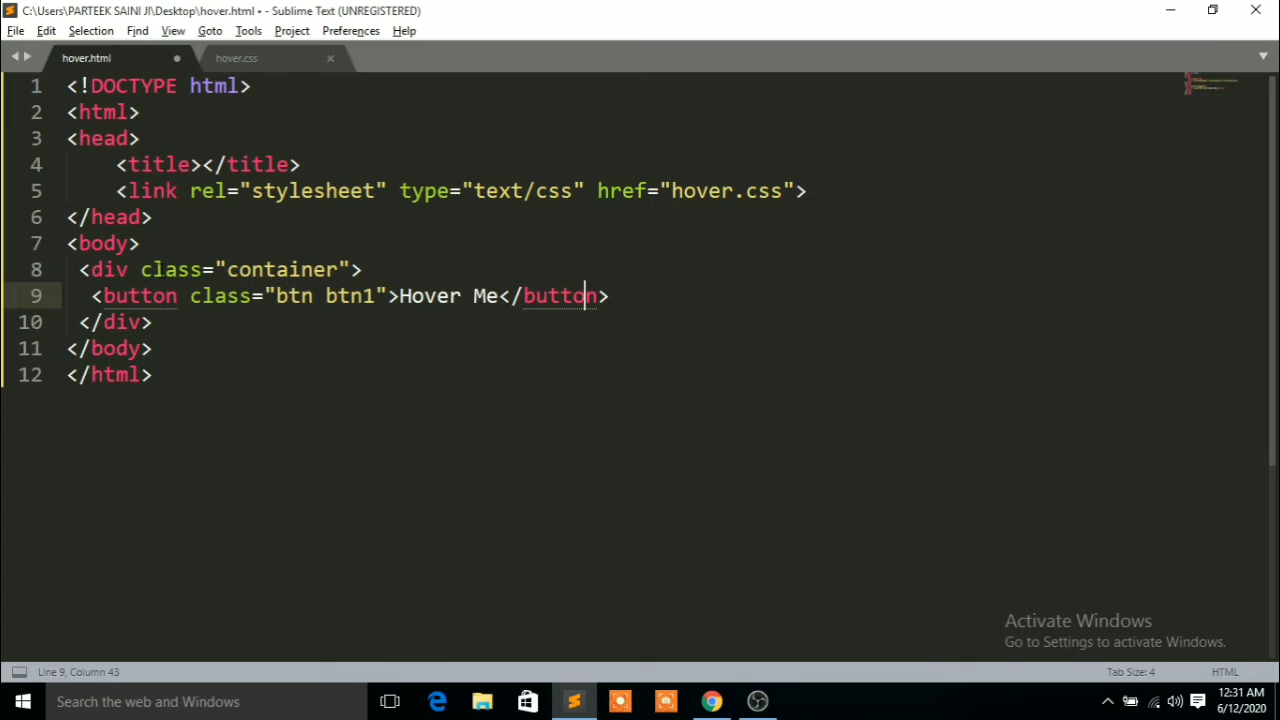 C:\Users\PARTEEK SAINI JI\Desktop\hover.html • - Sublime Text (UNREGISTERED)
File Edit Selection Find View Goto Tools Project Preferences Help
hover.html hover.css
1 <!DOCTYPE html>
2 <html>
3 <head>
4 <title></title>
5 <link rel="stylesheet" type="text/css" href="hover.css">
6 </head>
7 <body>
8 <div class="container">
9 <button class="btn btn1">Hover Me</button>
10 </div>
11 </body>
12 </html>
Activate Windows
Go to Settings to activate Windows.
Line 9, Column 43 Tab Size: 4 HTML
Search the web and Windows
12:31 AM
6/12/2020